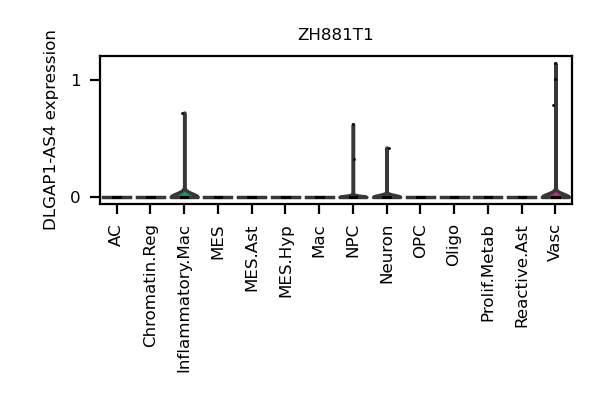 ZH881T1
DLGAP1-AS4 expression
1
0
AC
Chromatin.Reg
Inflammatory.Mac
MES
MES.Ast
MES.Hyp
Mac
NPC
Neuron
OPC
Oligo
Prolif.Metab
Reactive.Ast
Vasc